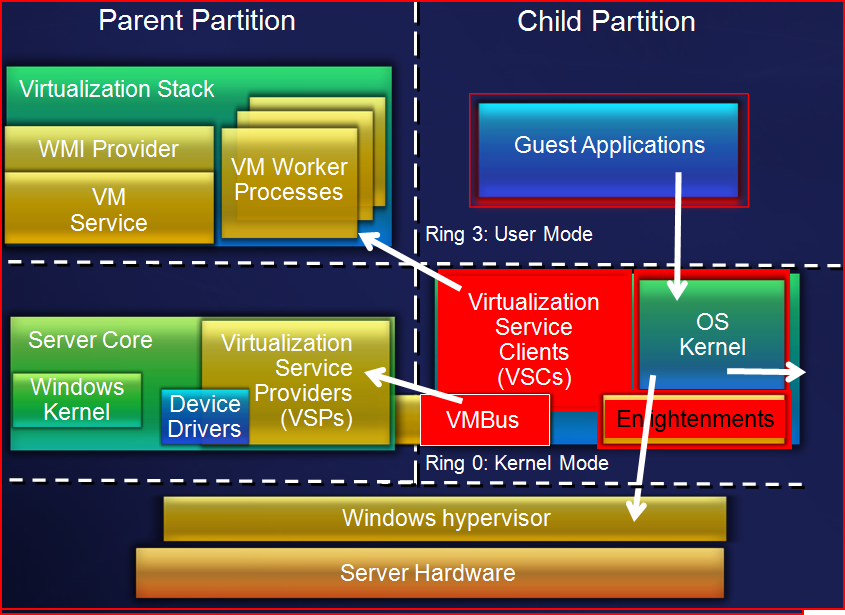 Parent Partition
Child Partition
Virtualization Stack
WMI Provider
VM
Service
VM Worker
Processes
Guest Applications
Ring 3: User Mode
Server Core
Windows
Kernel
Device
Drivers
Virtualization
Service
Providers
(VSPs)
Virtualization
Service
Clients
(VSCs)
OS
Kernel
VMBus
Enlightenments
Ring 0: Kernel Mode
Windows hypervisor
Server Hardware